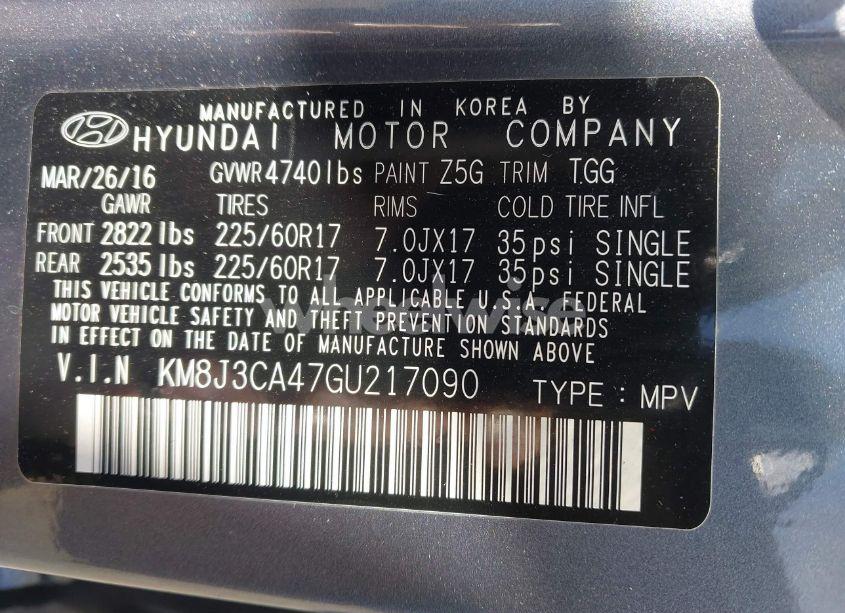 MANUFACTURED IN KOREA BY
HYUNDAI MOTOR COMPANY
MAR/26/16 GVWR 4740lbs PAINT Z5G TRIM TGG
GAWR TIRES RIMS COLD TIRE INFL
FRONT 2822 lbs 225/60R17 7.0JX17 35psi SINGLE
REAR 2535 lbs 225/60R17 7.0JX17 35psi SINGLE
THIS VEHICLE CONFORMS TO ALL APPLICABLE U.S.A. FEDERAL
MOTOR VEHICLE SAFETY AND THEFT PREVENTION STANDARDS
IN EFFECT ON THE DATE OF MANUFACTURE SHOWN ABOVE
wheelwise
V.I.N KM8J3CA47GU217090 TYPE : MPV